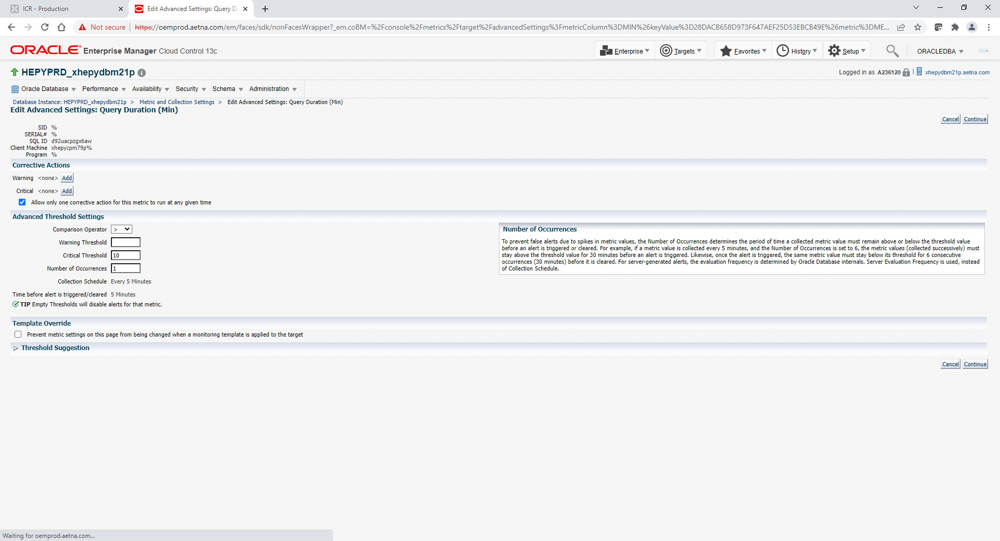 ICR - Production
Edit Advanced Settings: Query D
Not secure
https://oemprod.aetna.com/em/faces/sdk/nonFacesWrapper?_em.coBM=%2Fconsole%2Fmetrics%2Ftarget%2FadvancedSettings%3FmetricColumn%3DMIN%26keyValue%3D28DACB658D973F647AEF25D53EBCB49E%26metric%3DME...
ORACLE Enterprise Manager Cloud Control 13c
Enterprise Targets Favorites History Setup ORACLEDBA
HEPYPRD_xhepydbm21p
Logged in as A236120 xhepydbm21p.aetna.com
Oracle Database Performance Availability Security Schema Administration
Database Instance: HEPYPRD_xhepydbm21p > Metric and Collection Settings > Edit Advanced Settings: Query Duration (Min)
Edit Advanced Settings: Query Duration (Min)
Cancel Continue
SID %
SERIAL# %
SQL ID d92uacpzgx6aw
Client Machine xhepycpm79p%
Program %
Corrective Actions
Warning <none> Add
Critical <none> Add
Allow only one corrective action for this metric to run at any given time
Advanced Threshold Settings
Comparison Operator >
Warning Threshold
Critical Threshold 10
Number of Occurrences 1
Collection Schedule Every 5 Minutes
Time before alert is triggered/cleared 5 Minutes
TIP Empty Thresholds will disable alerts for that metric.
Number of Occurrences
To prevent false alerts due to spikes in metric values, the Number of Occurrences determines the period of time a collected metric value must remain above or below the threshold value
before an alert is triggered or cleared. For example, if a metric value is collected every 5 minutes, and the Number of Occurrences is set to 6, the metric values (collected successively) must
stay above the threshold value for 30 minutes before an alert is triggered. Likewise, once the alert is triggered, the same metric value must stay below its threshold for 6 consecutive
occurrences (30 minutes) before it is cleared. For server-generated alerts, the evaluation frequency is determined by Oracle Database internals. Server Evaluation Frequency is used, instead
of Collection Schedule.
Template Override
Prevent metric settings on this page from being changed when a monitoring template is applied to the target
Threshold Suggestion
Cancel Continue
Waiting for oemprod.aetna.com...